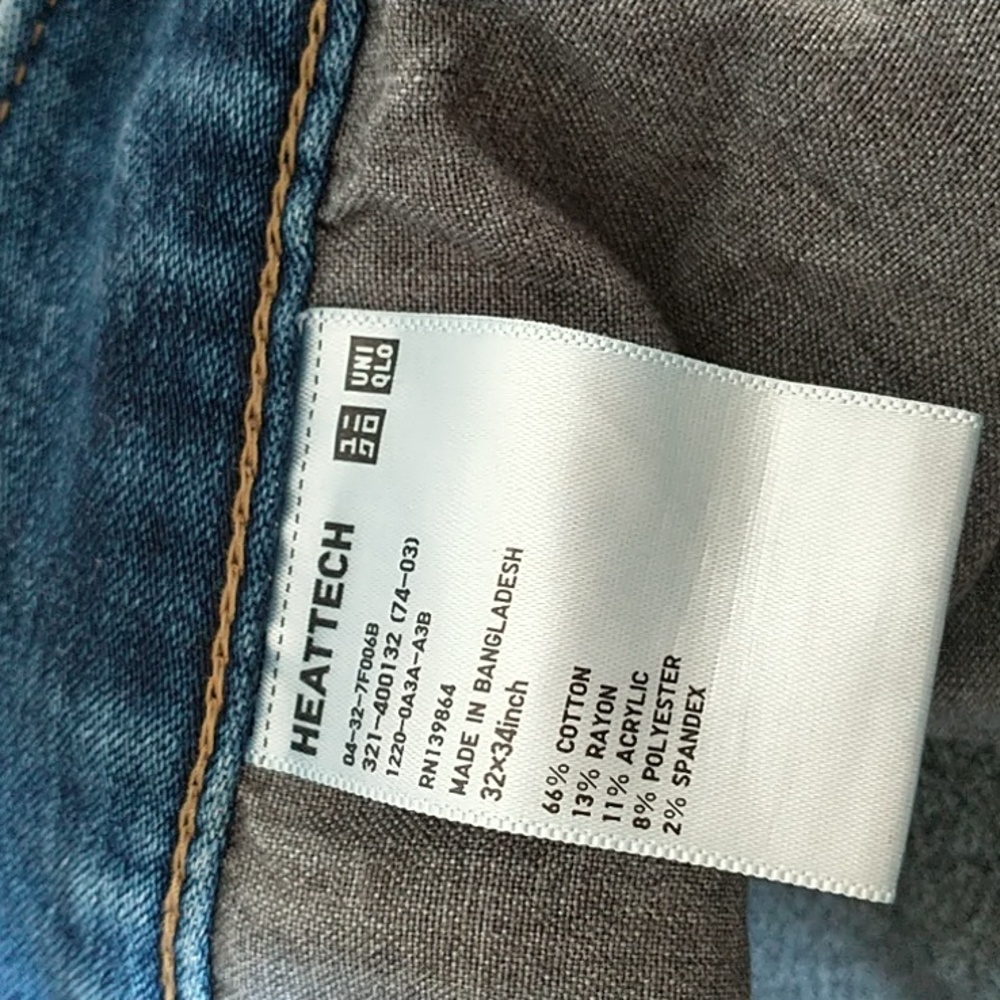 HEATTECH
ユニ
クロ
UNI
QLO
04-32-7F006B
321-400132 (74-03)
1220-0A3A-A3B
RN139864
MADE IN BANGLADESH
32×34inch
66% COTTON
13% RAYON
11% ACRYLIC
8% POLYESTER
2% SPANDEX